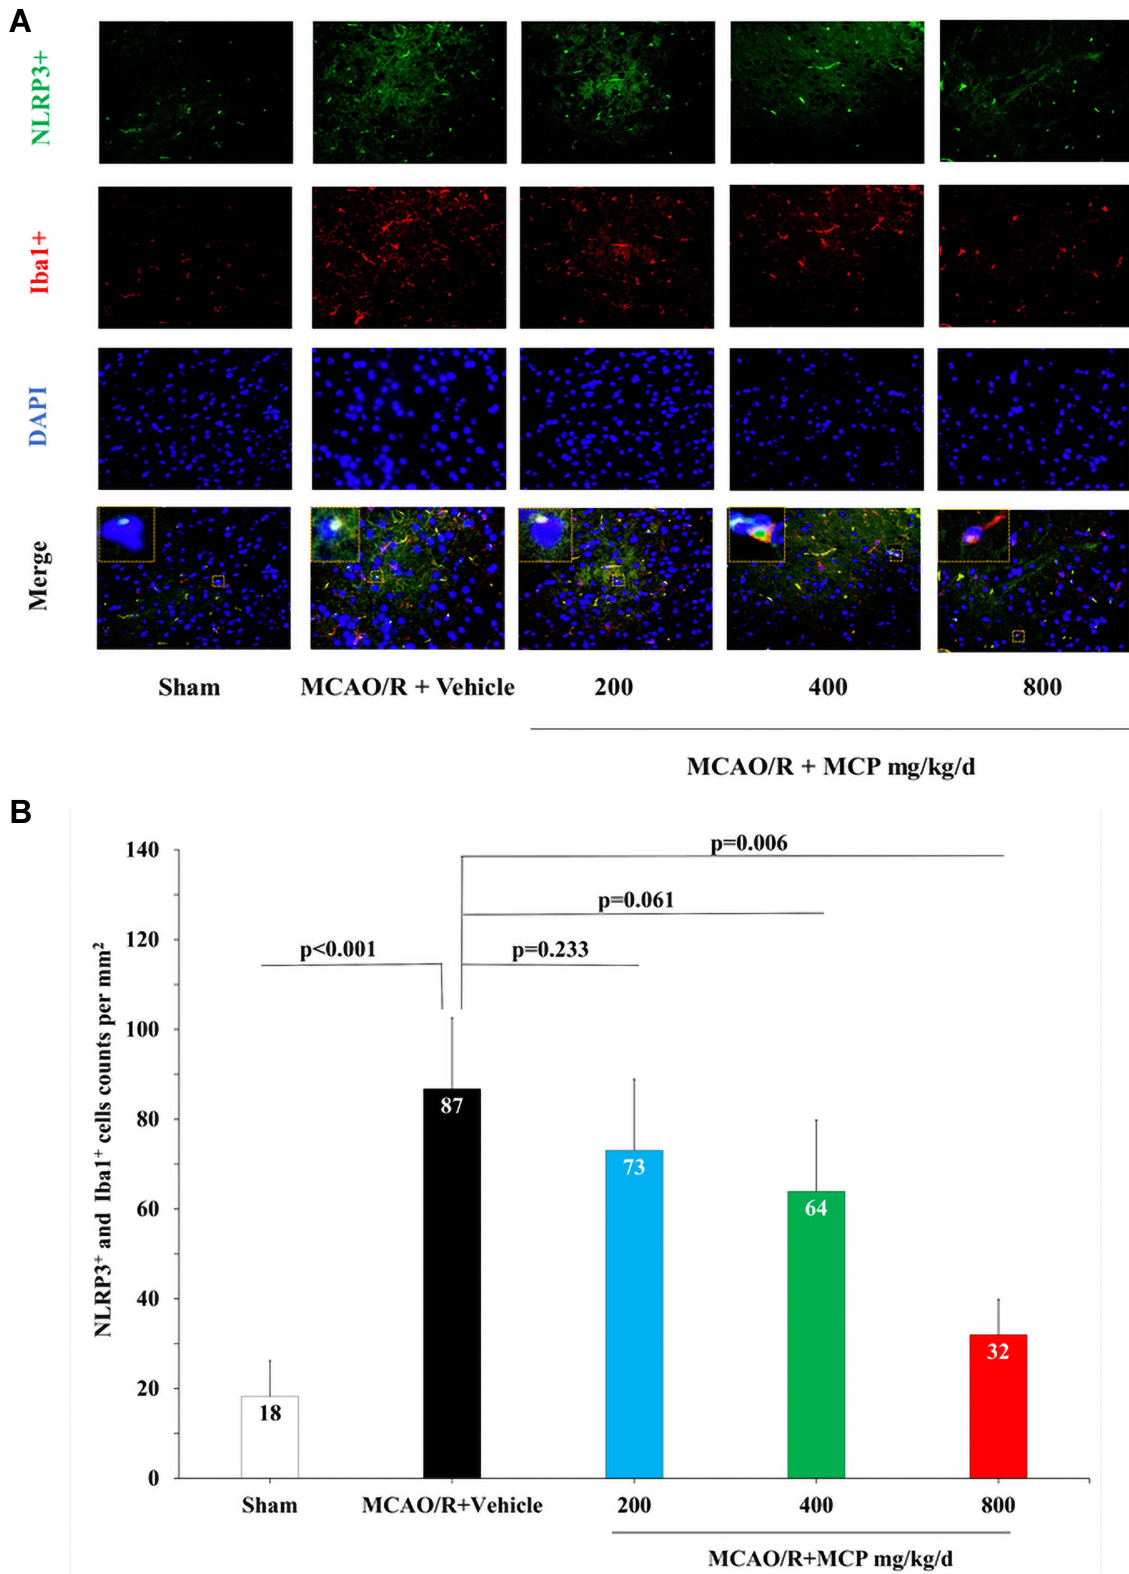 A
NLRP3+
Iba1+
DAPI
Merge
Sham
MCAO/R + Vehicle
200
400
800
MCAO/R + MCP mg/kg/d
B
NLRP3⁺ and Iba1⁺ cells counts per mm²
140
120
100
80
60
40
20
0
p=0.006
p=0.061
p<0.001
p=0.233
18
87
73
64
32
Sham
MCAO/R+Vehicle
200
400
800
MCAO/R+MCP mg/kg/d